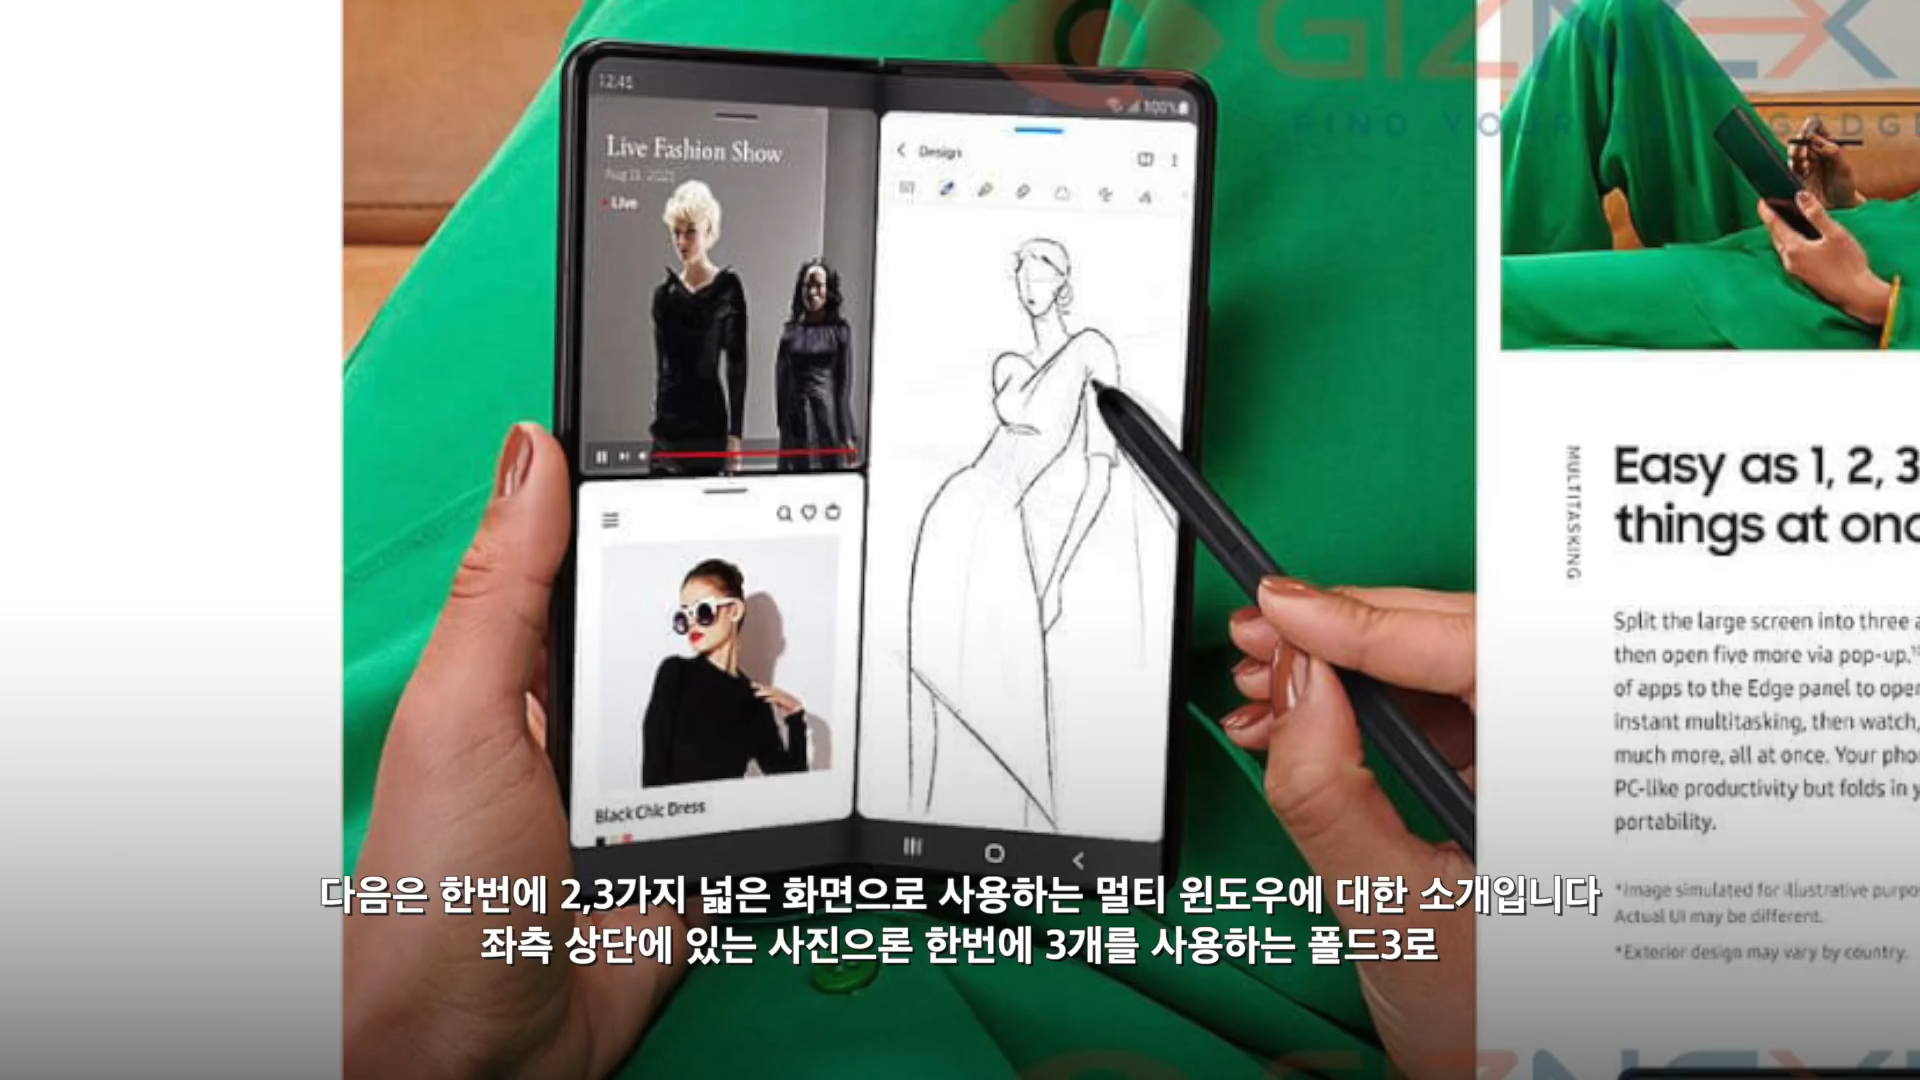 GIZNEX
FIND YOUR
GADGE
12:45
100%
Live Fashion Show
Live
Design
Black Chic Dress
MULTITASKING
Easy as 1, 2, 3
things at onc
Split the large screen into three a
then open five more via pop-up.
of apps to the Edge panel to open
instant multitasking, then watch,
much more, all at once. Your pho
PC-like productivity but folds in y
portability.
*Image simulated for illustrative purpo
Actual UI may be different.
*Exterior design may vary by country.
다음은 한번에 2,3가지 넓은 화면으로 사용하는 멀티 윈도우에 대한 소개입니다
좌측 상단에 있는 사진으론 한번에 3개를 사용하는 폴드3로